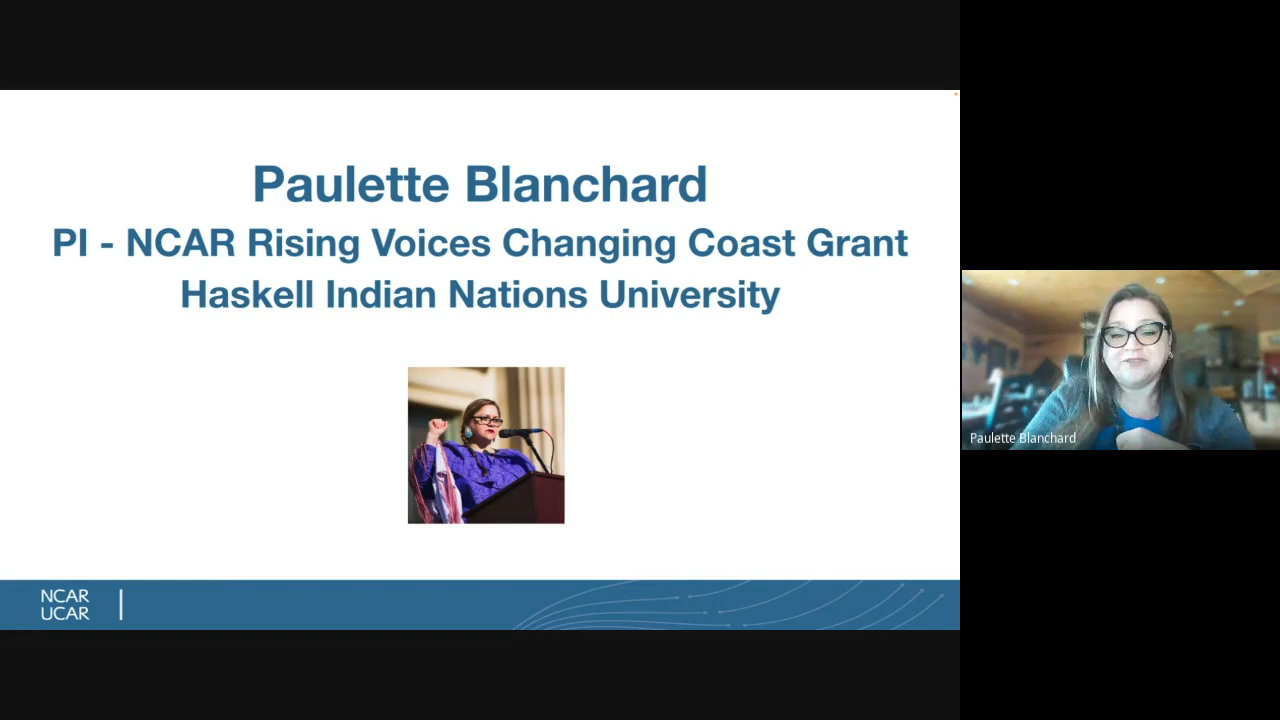 Paulette Blanchard
PI - NCAR Rising Voices Changing Coast Grant
Haskell Indian Nations University
NCAR
UCAR
Paulette Blanchard